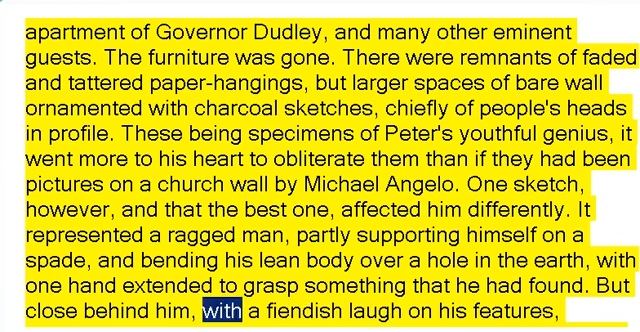 apartment of Governor Dudley, and many other eminent
guests. The furniture was gone. There were remnants of faded
and tattered paper-hangings, but larger spaces of bare wall
ornamented with charcoal sketches, chiefly of people's heads
in profile. These being specimens of Peter's youthful genius, it
went more to his heart to obliterate them than if they had been
pictures on a church wall by Michael Angelo. One sketch,
however, and that the best one, affected him differently. It
represented a ragged man, partly supporting himself on a
spade, and bending his lean body over a hole in the earth, with
one hand extended to grasp something that he had found. But
close behind him, with a fiendish laugh on his features,